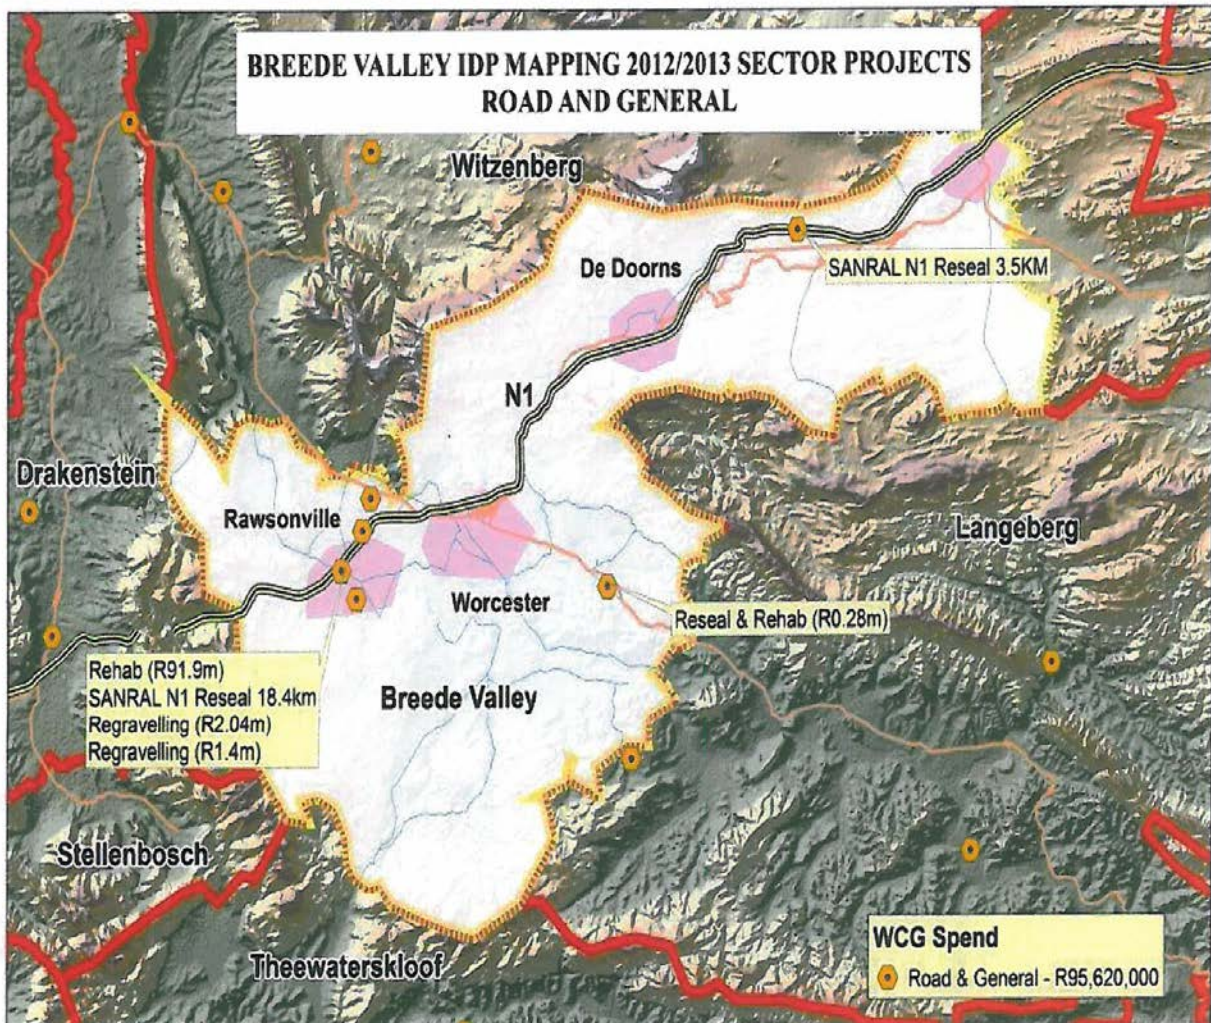 BREEDE VALLEY IDP MAPPING 2012/2013 SECTOR PROJECTS
ROAD AND GENERAL
Witzenberg
De Doorns
SANRAL N1 Reseal 3.5KM
N1
Drakenstein
Rawsonville
Langeberg
Worcester
Reseal & Rehab (R0.28m)
Rehab (R91.9m)
SANRAL N1 Reseal 18.4km
Regravelling (R2.04m)
Regravelling (R1.4m)
Breede Valley
Stellenbosch
Theewaterskloof
WCG Spend
Road & General - R95,620,000